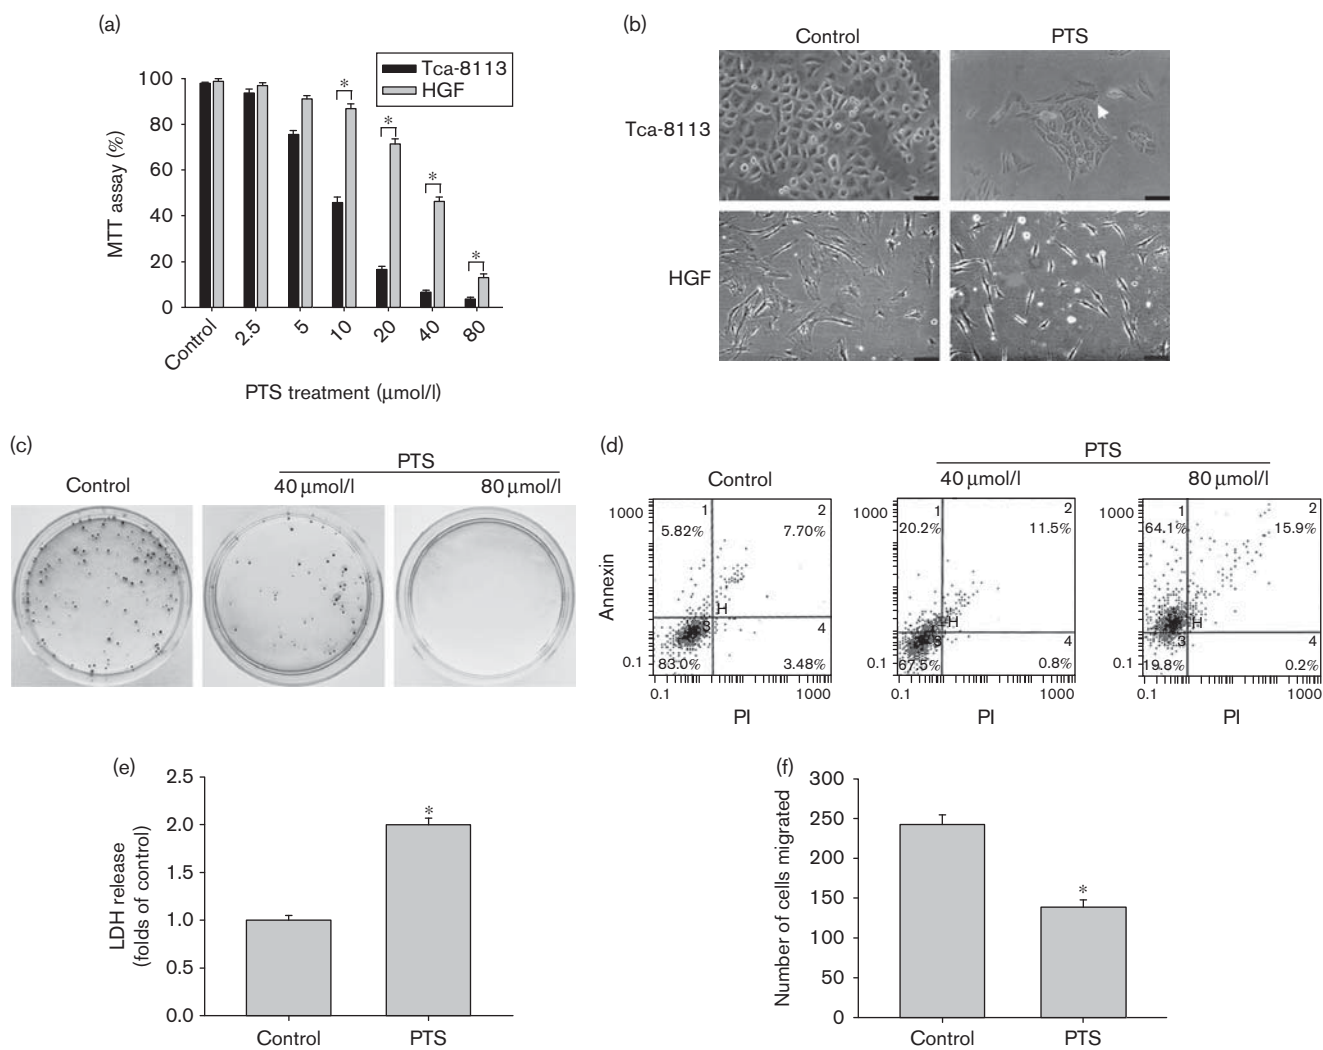 (a)
Tca-8113
HGF
MTT assay (%)
100
80
60
40
20
0
* * * *
Control 2.5 5 10 20 40 80
PTS treatment (μmol/l)
(b)
Control PTS
Tca-8113
HGF
(c)
PTS
Control 40 μmol/l 80 μmol/l
(d)
PTS
Control 40 μmol/l 80 μmol/l
Annexin
1000
0.1
1 2
5.82% 7.70%
H
3 4
83.0% 3.48%
0.1 1000
PI
1000
0.1
1 2
20.2% 11.5%
H
3 4
67.5% 0.8%
0.1 1000
PI
1000
0.1
1 2
64.1% 15.9%
H
3 4
19.8% 0.2%
0.1 1000
PI
(e)
LDH release
(folds of control)
2.5
2.0
1.5
1.0
0.5
0.0
*
Control PTS
(f)
Number of cells migrated
300
250
200
150
100
50
0
*
Control PTS